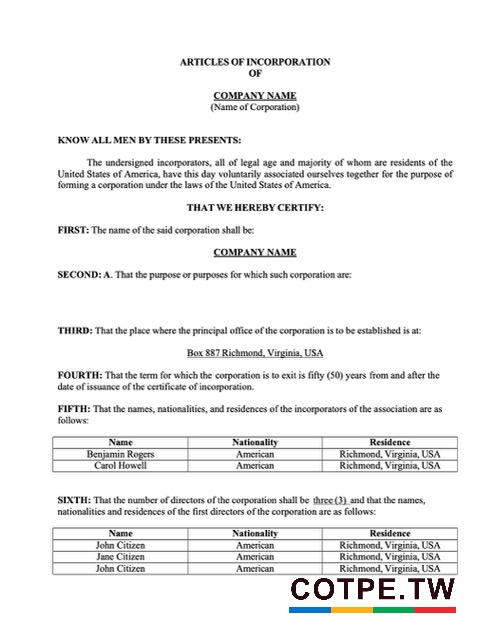 ARTICLES OF INCORPORATION
OF
COMPANY NAME
(Name of Corporation)
KNOW ALL MEN BY THESE PRESENTS:
The undersigned incorporators, all of legal age and majority of whom are residents of the
United States of America, have this day voluntarily associated ourselves together for the purpose of
forming a corporation under the laws of the United States of America.
THAT WE HEREBY CERTIFY:
FIRST: The name of the said corporation shall be:
COMPANY NAME
SECOND: A. That the purpose or purposes for which such corporation are:
THIRD: That the place where the principal office of the corporation is to be established is at:
Box 887 Richmond, Virginia, USA
FOURTH: That the term for which the corporation is to exit is fifty (50) years from and after the
date of issuance of the certificate of incorporation.
FIFTH: That the names, nationalities, and residences of the incorporators of the association are as
follows:
Name Nationality Residence
Benjamin Rogers American Richmond, Virginia, USA
Carol Howell American Richmond, Virginia, USA
SIXTH: That the number of directors of the corporation shall be three (3) and that the names,
nationalities and residences of the first directors of the corporation are as follows:
Name Nationality Residence
John Citizen American Richmond, Virginia, USA
Jane Citizen American Richmond, Virginia, USA
John Citizen American Richmond, Virginia, USA
COTPE.TW